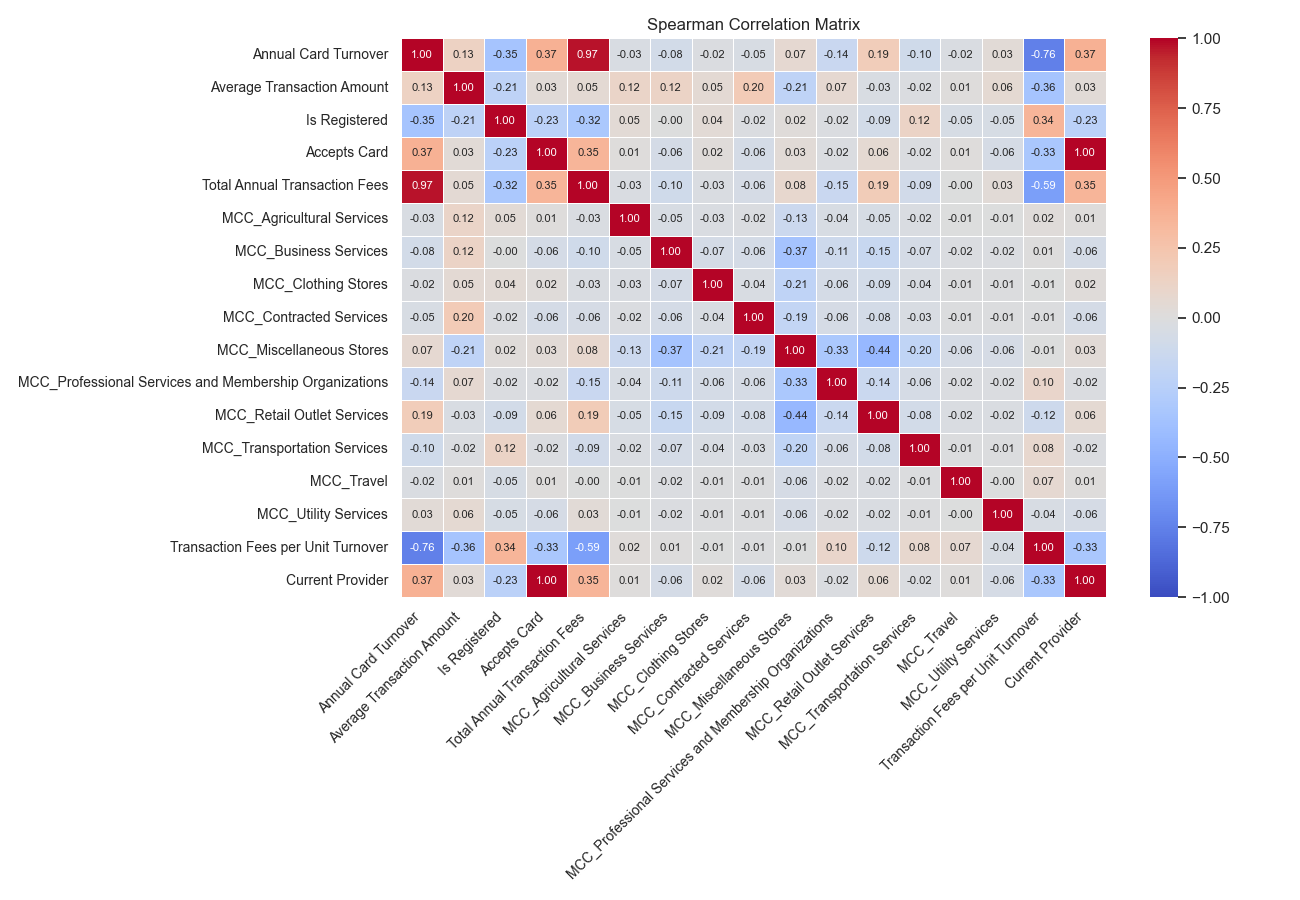 Spearman Correlation Matrix
Annual Card Turnover 1.00 0.13 -0.35 0.37 0.97 -0.03 -0.08 -0.02 -0.05 0.07 -0.14 0.19 -0.10 -0.02 0.03 -0.76 0.37
Average Transaction Amount 0.13 1.00 -0.21 0.03 0.05 0.12 0.12 0.05 0.20 -0.21 0.07 -0.03 -0.02 0.01 0.06 -0.36 0.03
Is Registered -0.35 -0.21 1.00 -0.23 -0.32 0.05 -0.00 0.04 -0.02 0.02 -0.02 -0.09 0.12 -0.05 -0.05 0.34 -0.23
Accepts Card 0.37 0.03 -0.23 1.00 0.35 0.01 -0.06 0.02 -0.06 0.03 -0.02 0.06 -0.02 0.01 -0.06 -0.33 1.00
Total Annual Transaction Fees 0.97 0.05 -0.32 0.35 1.00 -0.03 -0.10 -0.03 -0.06 0.08 -0.15 0.19 -0.09 -0.00 0.03 -0.59 0.35
MCC_Agricultural Services -0.03 0.12 0.05 0.01 -0.03 1.00 -0.05 -0.03 -0.02 -0.13 -0.04 -0.05 -0.02 -0.01 -0.01 0.02 0.01
MCC_Business Services -0.08 0.12 -0.00 -0.06 -0.10 -0.05 1.00 -0.07 -0.06 -0.37 -0.11 -0.15 -0.07 -0.02 -0.02 0.01 -0.06
MCC_Clothing Stores -0.02 0.05 0.04 0.02 -0.03 -0.03 -0.07 1.00 -0.04 -0.21 -0.06 -0.09 -0.04 -0.01 -0.01 -0.01 0.02
MCC_Contracted Services -0.05 0.20 -0.02 -0.06 -0.06 -0.02 -0.06 -0.04 1.00 -0.19 -0.06 -0.08 -0.03 -0.01 -0.01 -0.01 -0.06
MCC_Miscellaneous Stores 0.07 -0.21 0.02 0.03 0.08 -0.13 -0.37 -0.21 -0.19 1.00 -0.33 -0.44 -0.20 -0.06 -0.06 -0.01 0.03
MCC_Professional Services and Membership Organizations -0.14 0.07 -0.02 -0.02 -0.15 -0.04 -0.11 -0.06 -0.06 -0.33 1.00 -0.14 -0.06 -0.02 -0.02 0.10 -0.02
MCC_Retail Outlet Services 0.19 -0.03 -0.09 0.06 0.19 -0.05 -0.15 -0.09 -0.08 -0.44 -0.14 1.00 -0.08 -0.02 -0.02 -0.12 0.06
MCC_Transportation Services -0.10 -0.02 0.12 -0.02 -0.09 -0.02 -0.07 -0.04 -0.03 -0.20 -0.06 -0.08 1.00 -0.01 -0.01 0.08 -0.02
MCC_Travel -0.02 0.01 -0.05 0.01 -0.00 -0.01 -0.02 -0.01 -0.01 -0.06 -0.02 -0.02 -0.01 1.00 -0.00 0.07 0.01
MCC_Utility Services 0.03 0.06 -0.05 -0.06 0.03 -0.01 -0.02 -0.01 -0.01 -0.06 -0.02 -0.02 -0.01 -0.00 1.00 -0.04 -0.06
Transaction Fees per Unit Turnover -0.76 -0.36 0.34 -0.33 -0.59 0.02 0.01 -0.01 -0.01 -0.01 0.10 -0.12 0.08 0.07 -0.04 1.00 -0.33
Current Provider 0.37 0.03 -0.23 1.00 0.35 0.01 -0.06 0.02 -0.06 0.03 -0.02 0.06 -0.02 0.01 -0.06 -0.33 1.00
Annual Card Turnover
Average Transaction Amount
Is Registered
Accepts Card
Total Annual Transaction Fees
MCC_Agricultural Services
MCC_Business Services
MCC_Clothing Stores
MCC_Contracted Services
MCC_Miscellaneous Stores
MCC_Professional Services and Membership Organizations
MCC_Retail Outlet Services
MCC_Transportation Services
MCC_Travel
MCC_Utility Services
Transaction Fees per Unit Turnover
Current Provider
1.00
0.75
0.50
0.25
0.00
−0.25
−0.50
−0.75
−1.00